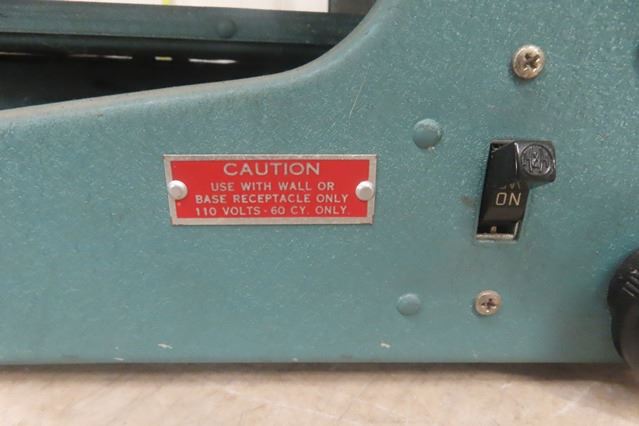 CAUTION
USE WITH WALL OR
BASE RECEPTACLE ONLY
110 VOLTS - 60 CY. ONLY.
ON